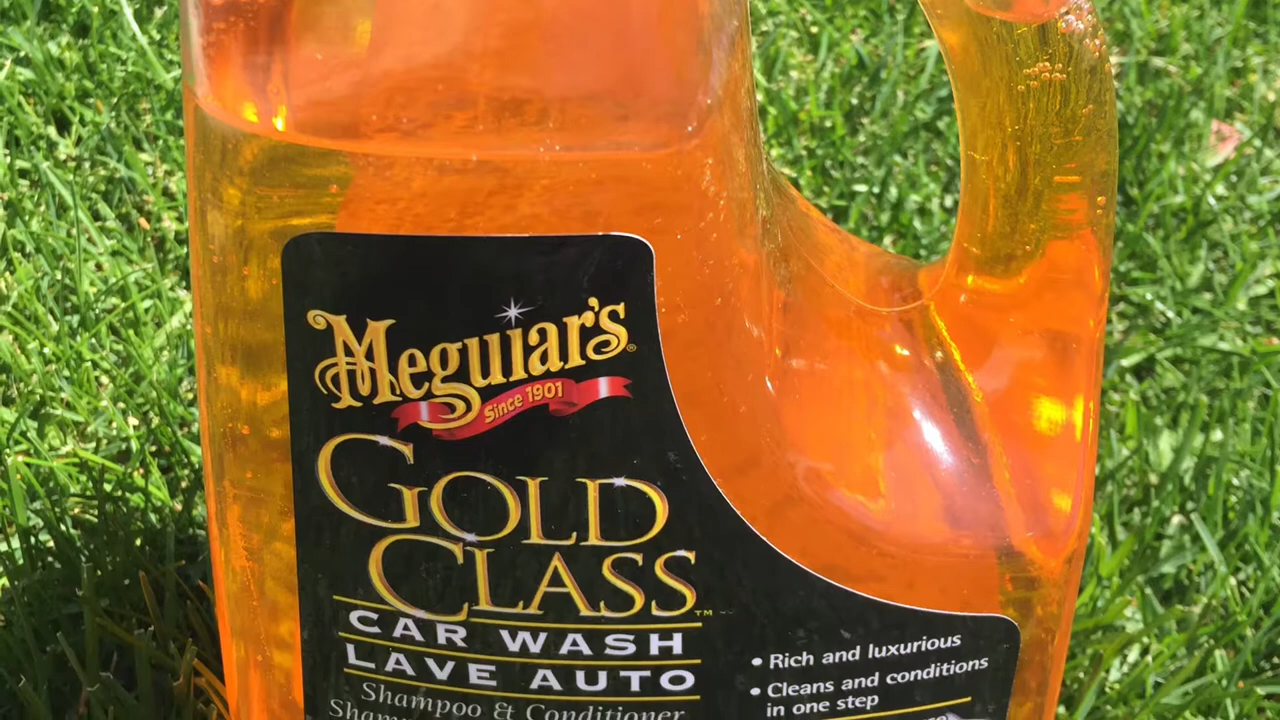 Meguiar's®
Since 1901
GOLD
CLASS™
CAR WASH
LAVE AUTO
Shampoo & Conditioner
• Rich and luxurious
• Cleans and conditions
in one step